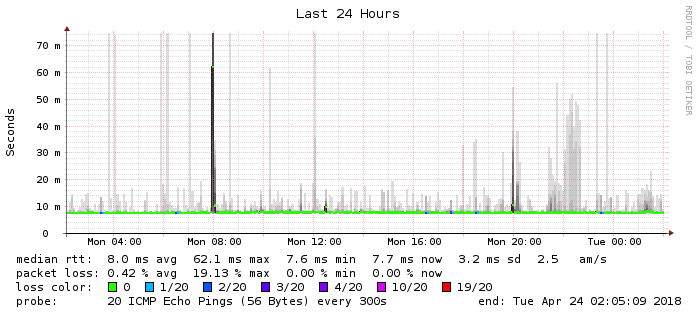 Last 24 Hours
RRDTOOL / TOBI OETIKER
Seconds
70 m
60 m
50 m
40 m
30 m
20 m
10 m
0
Mon 04:00 Mon 08:00 Mon 12:00 Mon 16:00 Mon 20:00 Tue 00:00
median rtt: 8.0 ms avg 62.1 ms max 7.6 ms min 7.7 ms now 3.2 ms sd 2.5 am/s
packet loss: 0.42 % avg 19.13 % max 0.00 % min 0.00 % now
loss color: 0 1/20 2/20 3/20 4/20 10/20 19/20
probe: 20 ICMP Echo Pings (56 Bytes) every 300s end: Tue Apr 24 02:05:09 2018